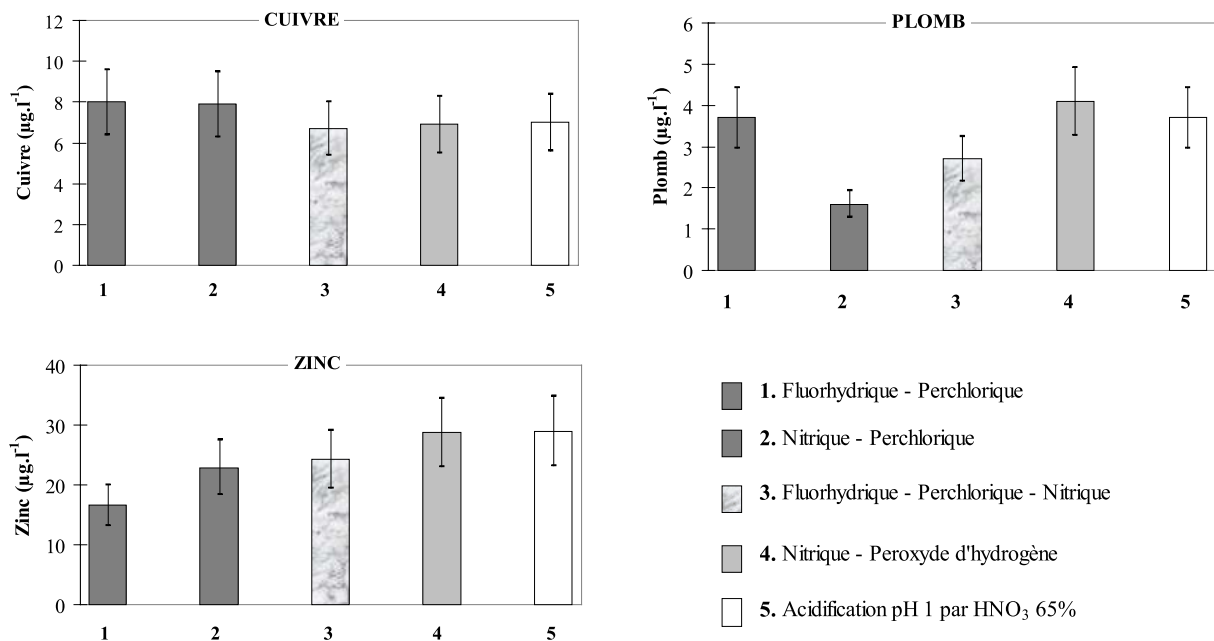 CUIVRE
Cuivre (µg.l⁻¹)
12
10
8
6
4
2
0
1 2 3 4 5
PLOMB
Plomb (µg.l⁻¹)
6
5
4
3
2
1
0
1 2 3 4 5
ZINC
Zinc (µg.l⁻¹)
40
30
20
10
0
1 2 3 4 5
1. Fluorhydrique - Perchlorique
2. Nitrique - Perchlorique
3. Fluorhydrique - Perchlorique - Nitrique
4. Nitrique - Peroxyde d'hydrogène
5. Acidification pH 1 par HNO₃ 65%